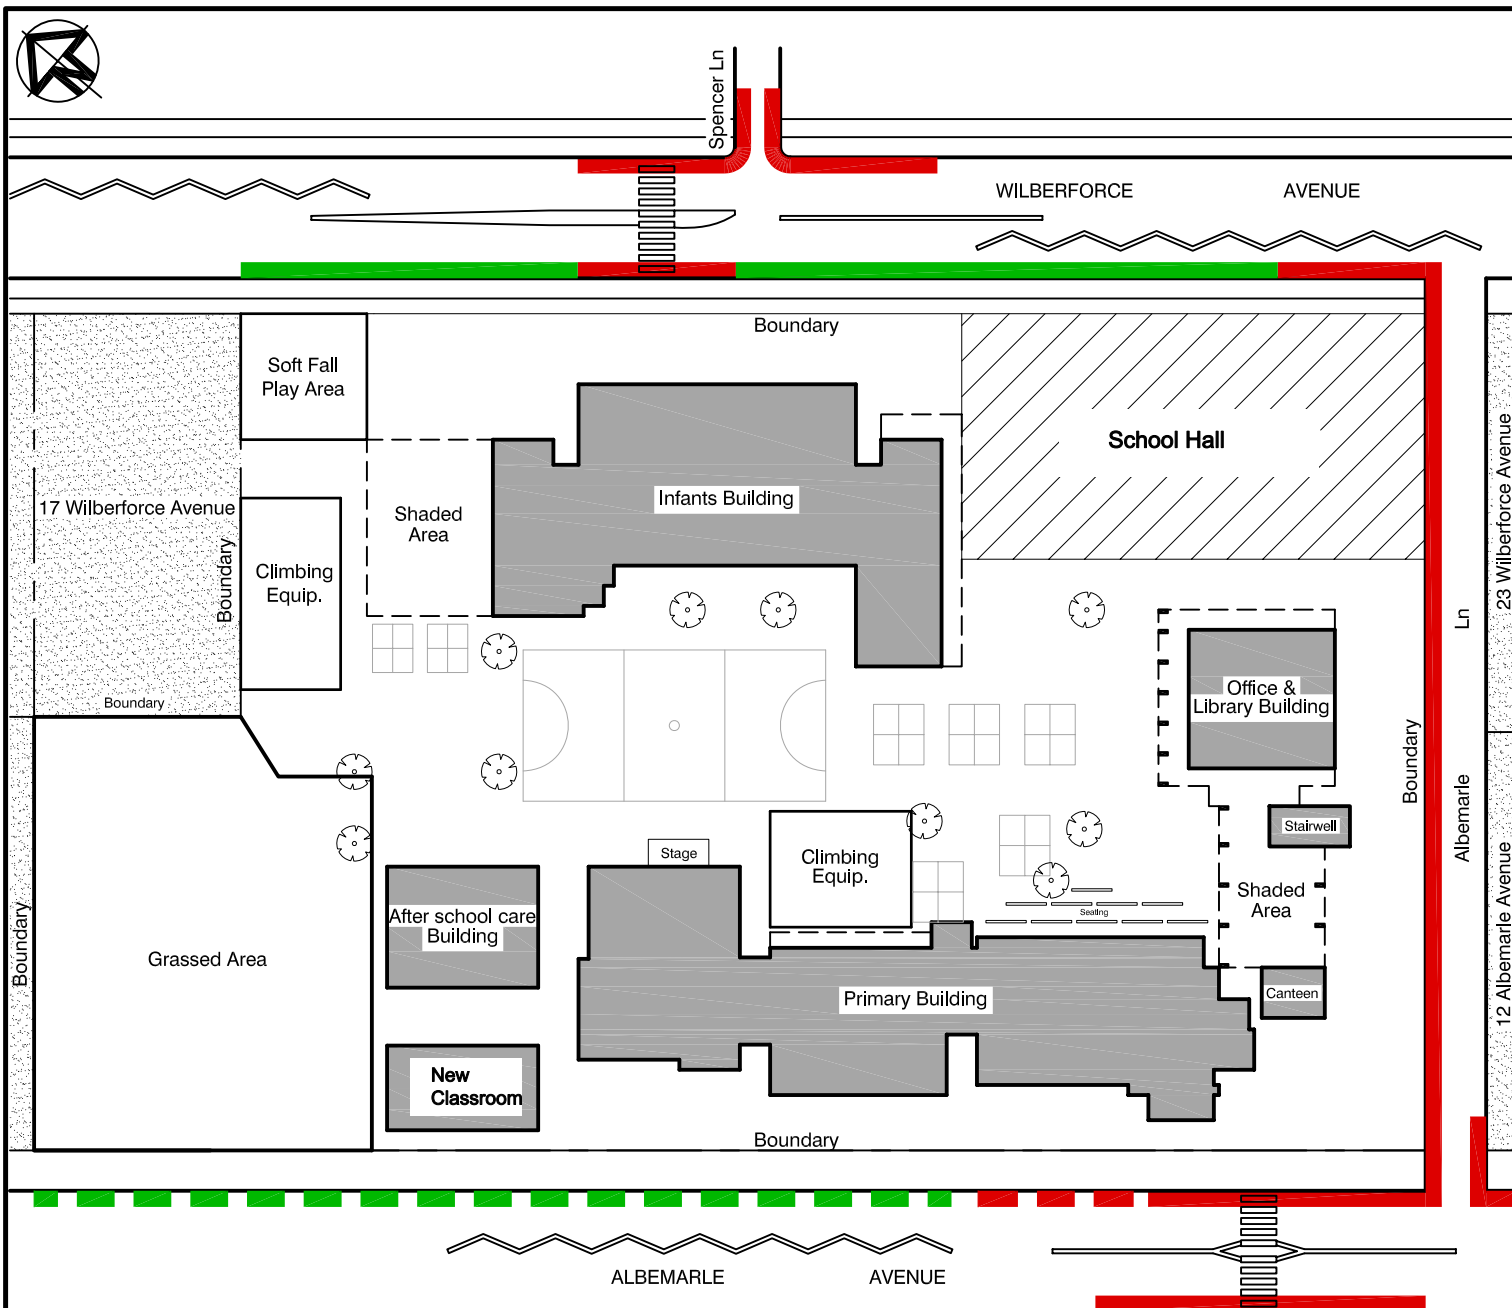 Spencer Ln
WILBERFORCE AVENUE
Boundary
Soft Fall
Play Area
School Hall
Infants Building
17 Wilberforce Avenue
Shaded
Area
Boundary
Climbing
Equip.
23 Wilberforce Avenue
Ln
Office &
Library Building
Boundary
Boundary
Albemarle
Stairwell
Stage
Climbing
Equip.
Shaded
Area
Seating
After school care
Building
Boundary
Grassed Area
Primary Building
Canteen
12 Albemarle Avenue
New
Classroom
Boundary
ALBEMARLE AVENUE